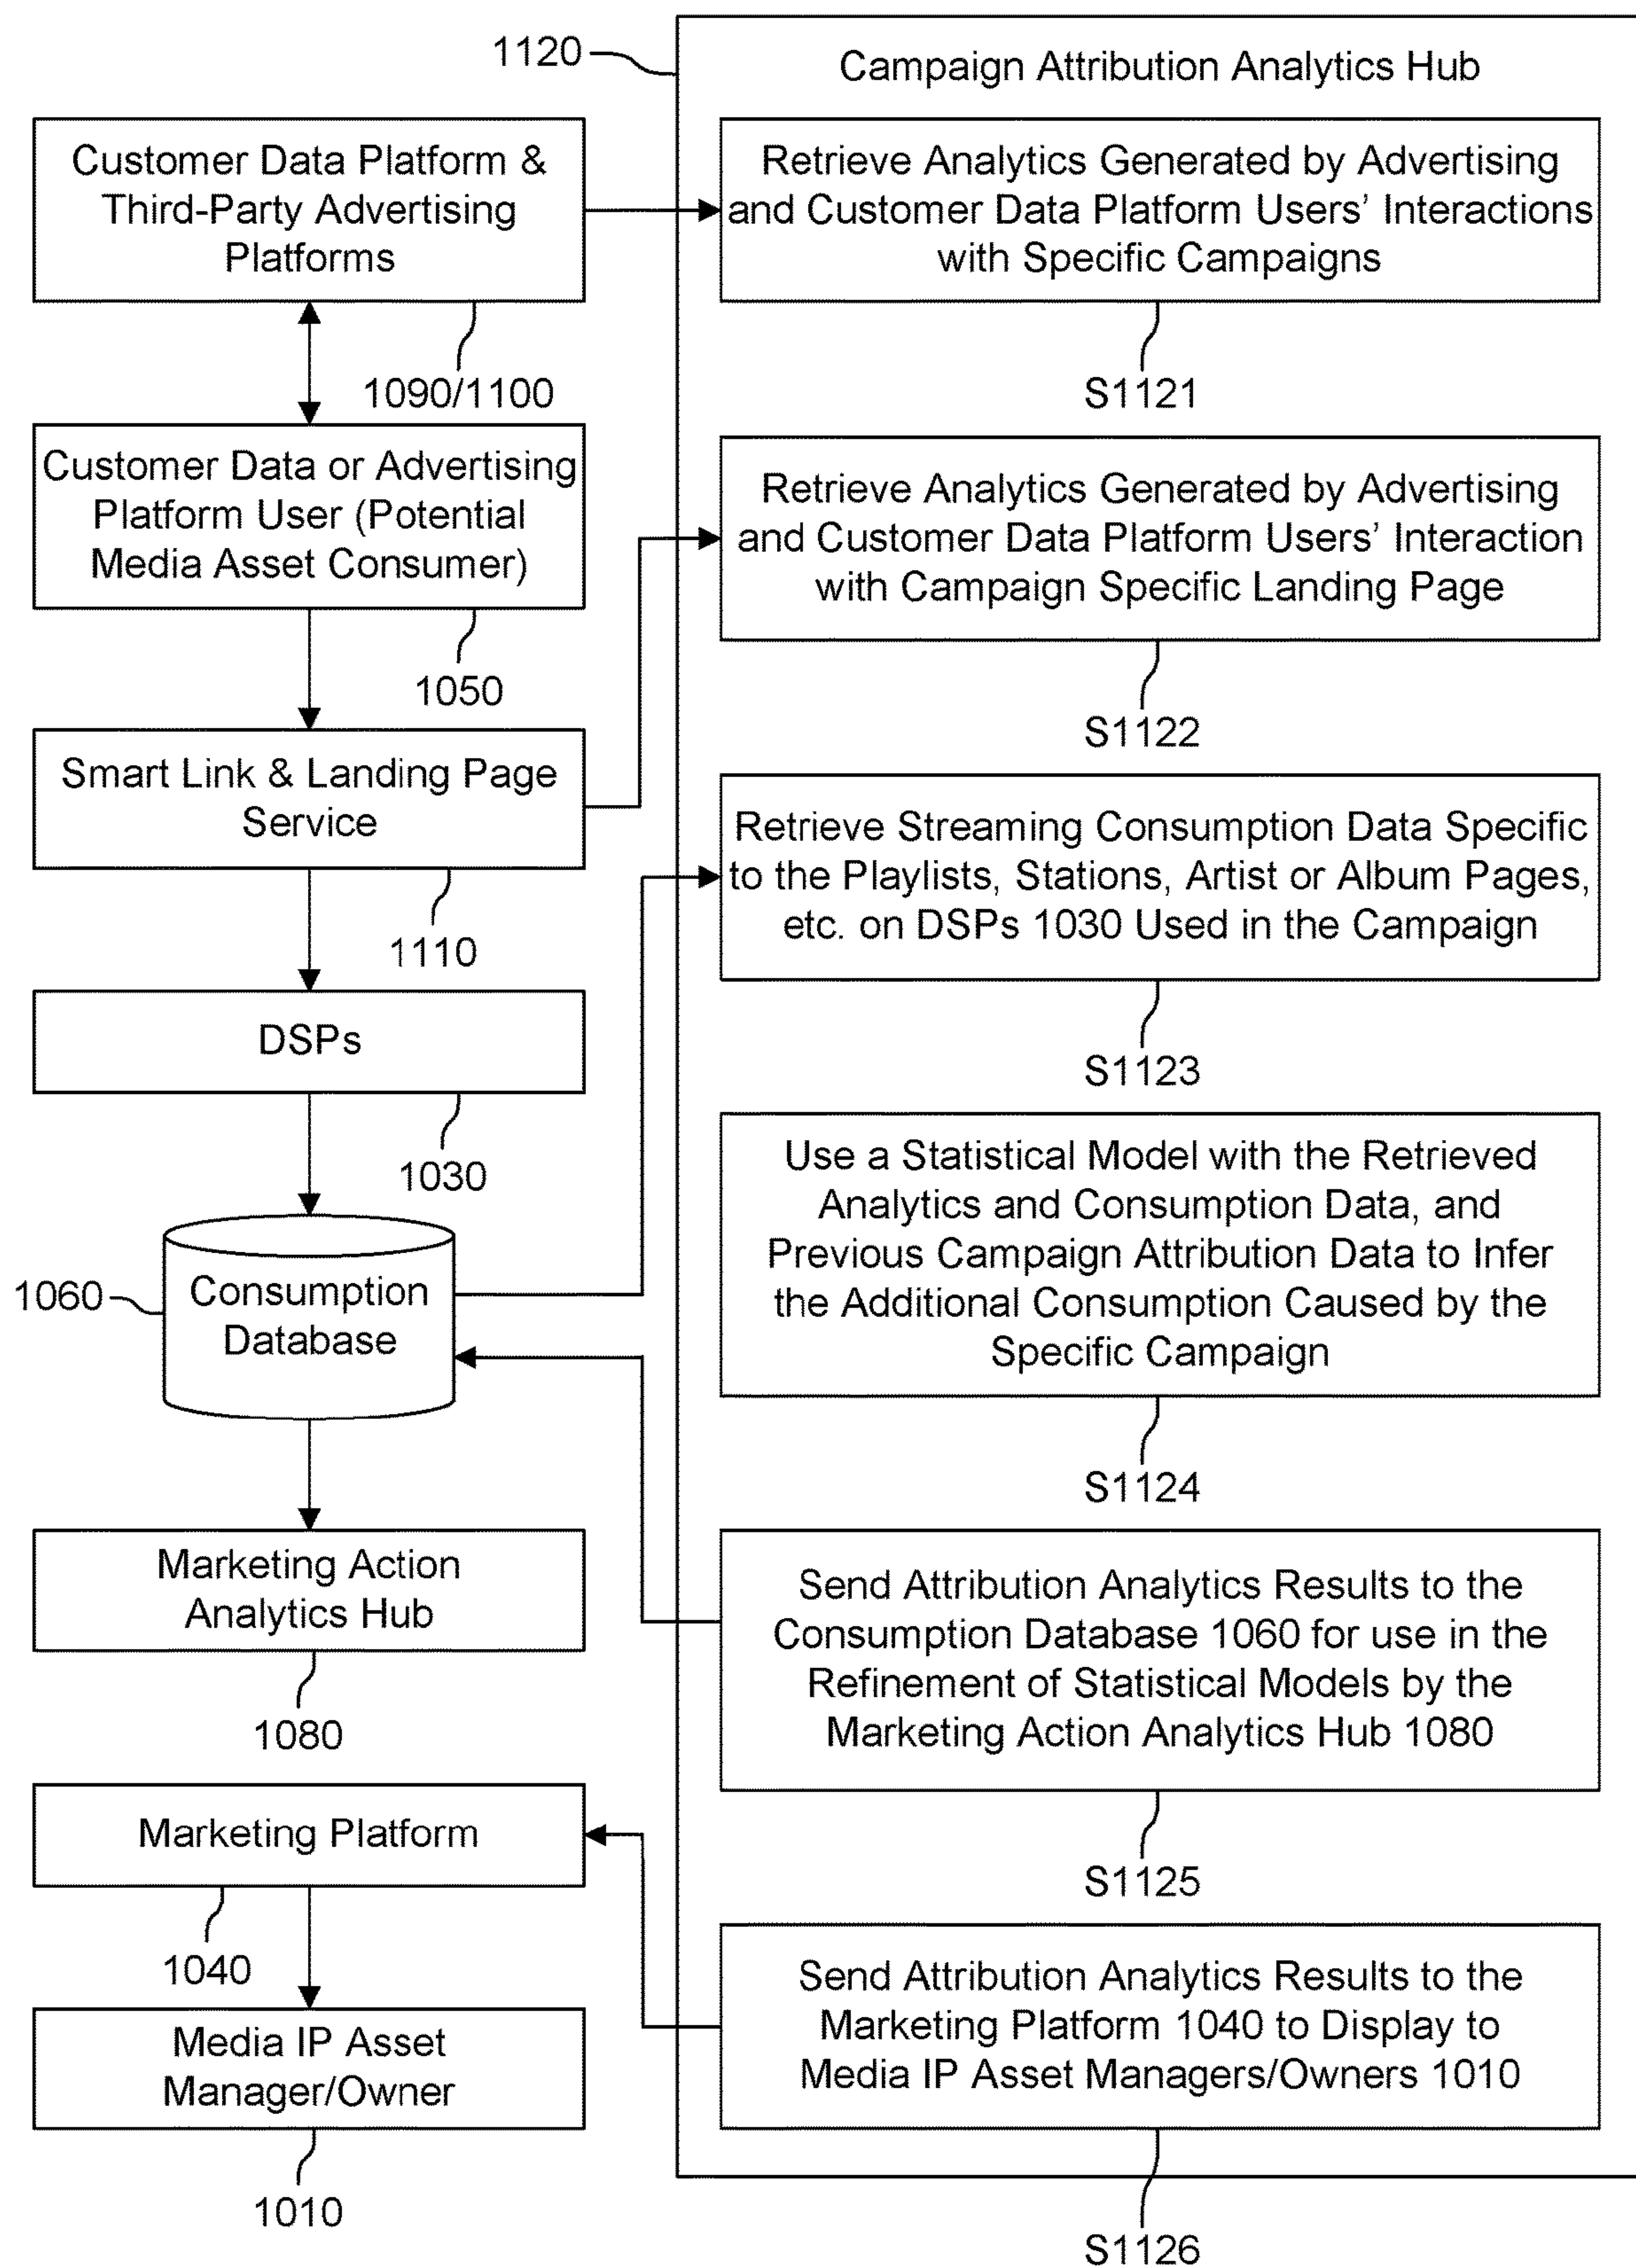 1120
Campaign Attribution Analytics Hub
Customer Data Platform &
Third-Party Advertising
Platforms
1090/1100
Customer Data or Advertising
Platform User (Potential
Media Asset Consumer)
1050
Smart Link & Landing Page
Service
1110
DSPs
1030
1060
Consumption
Database
Marketing Action
Analytics Hub
1080
Marketing Platform
1040
Media IP Asset
Manager/Owner
1010
Retrieve Analytics Generated by Advertising
and Customer Data Platform Users’ Interactions
with Specific Campaigns
S1121
Retrieve Analytics Generated by Advertising
and Customer Data Platform Users’ Interaction
with Campaign Specific Landing Page
S1122
Retrieve Streaming Consumption Data Specific
to the Playlists, Stations, Artist or Album Pages,
etc. on DSPs 1030 Used in the Campaign
S1123
Use a Statistical Model with the Retrieved
Analytics and Consumption Data, and
Previous Campaign Attribution Data to Infer
the Additional Consumption Caused by the
Specific Campaign
S1124
Send Attribution Analytics Results to the
Consumption Database 1060 for use in the
Refinement of Statistical Models by the
Marketing Action Analytics Hub 1080
S1125
Send Attribution Analytics Results to the
Marketing Platform 1040 to Display to
Media IP Asset Managers/Owners 1010
S1126